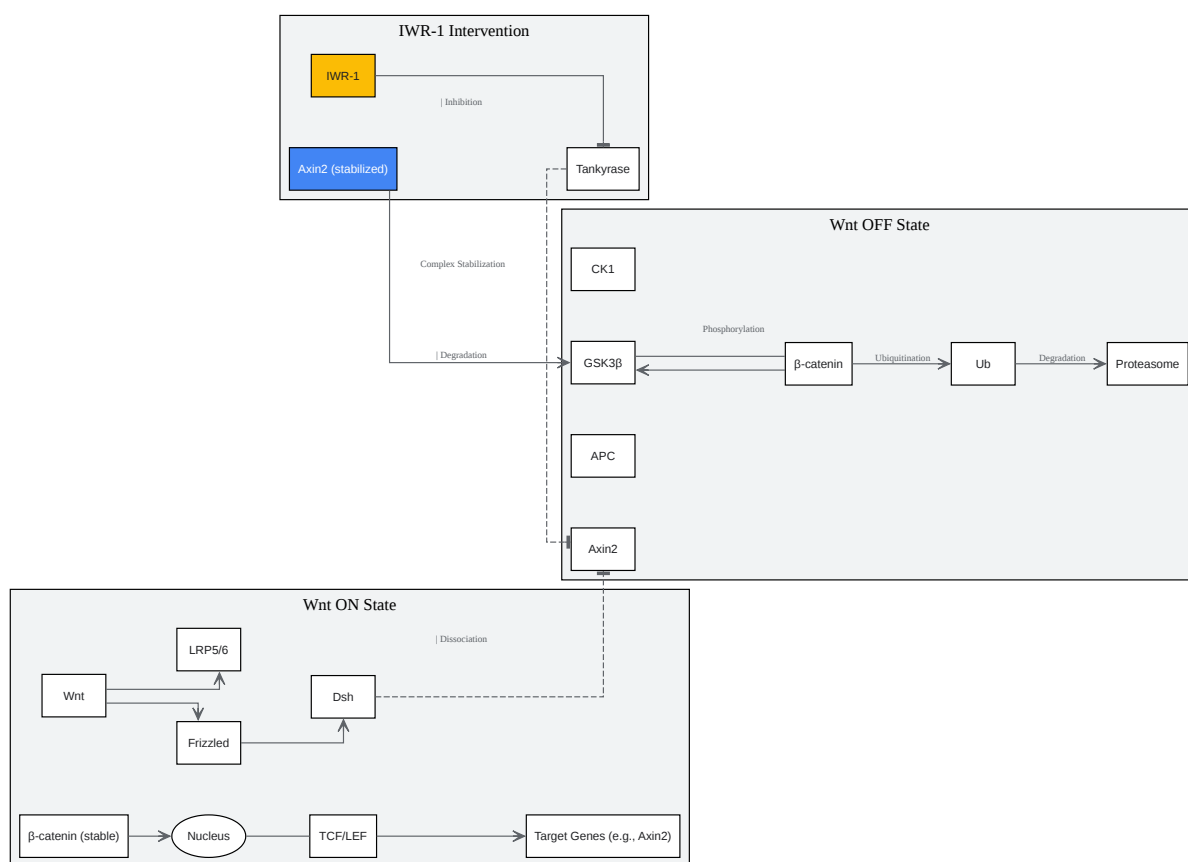 IWR-1 Intervention
IWR-1
| Inhibition
Axin2 (stabilized)
Tankyrase
Wnt OFF State
CK1
Complex Stabilization
Phosphorylation
| Degradation
GSK3β
β-catenin
Ubiquitination
Ub
Degradation
Proteasome
APC
Axin2
Wnt ON State
LRP5/6
| Dissociation
Wnt
Dsh
Frizzled
β-catenin (stable)
Nucleus
TCF/LEF
Target Genes (e.g., Axin2)